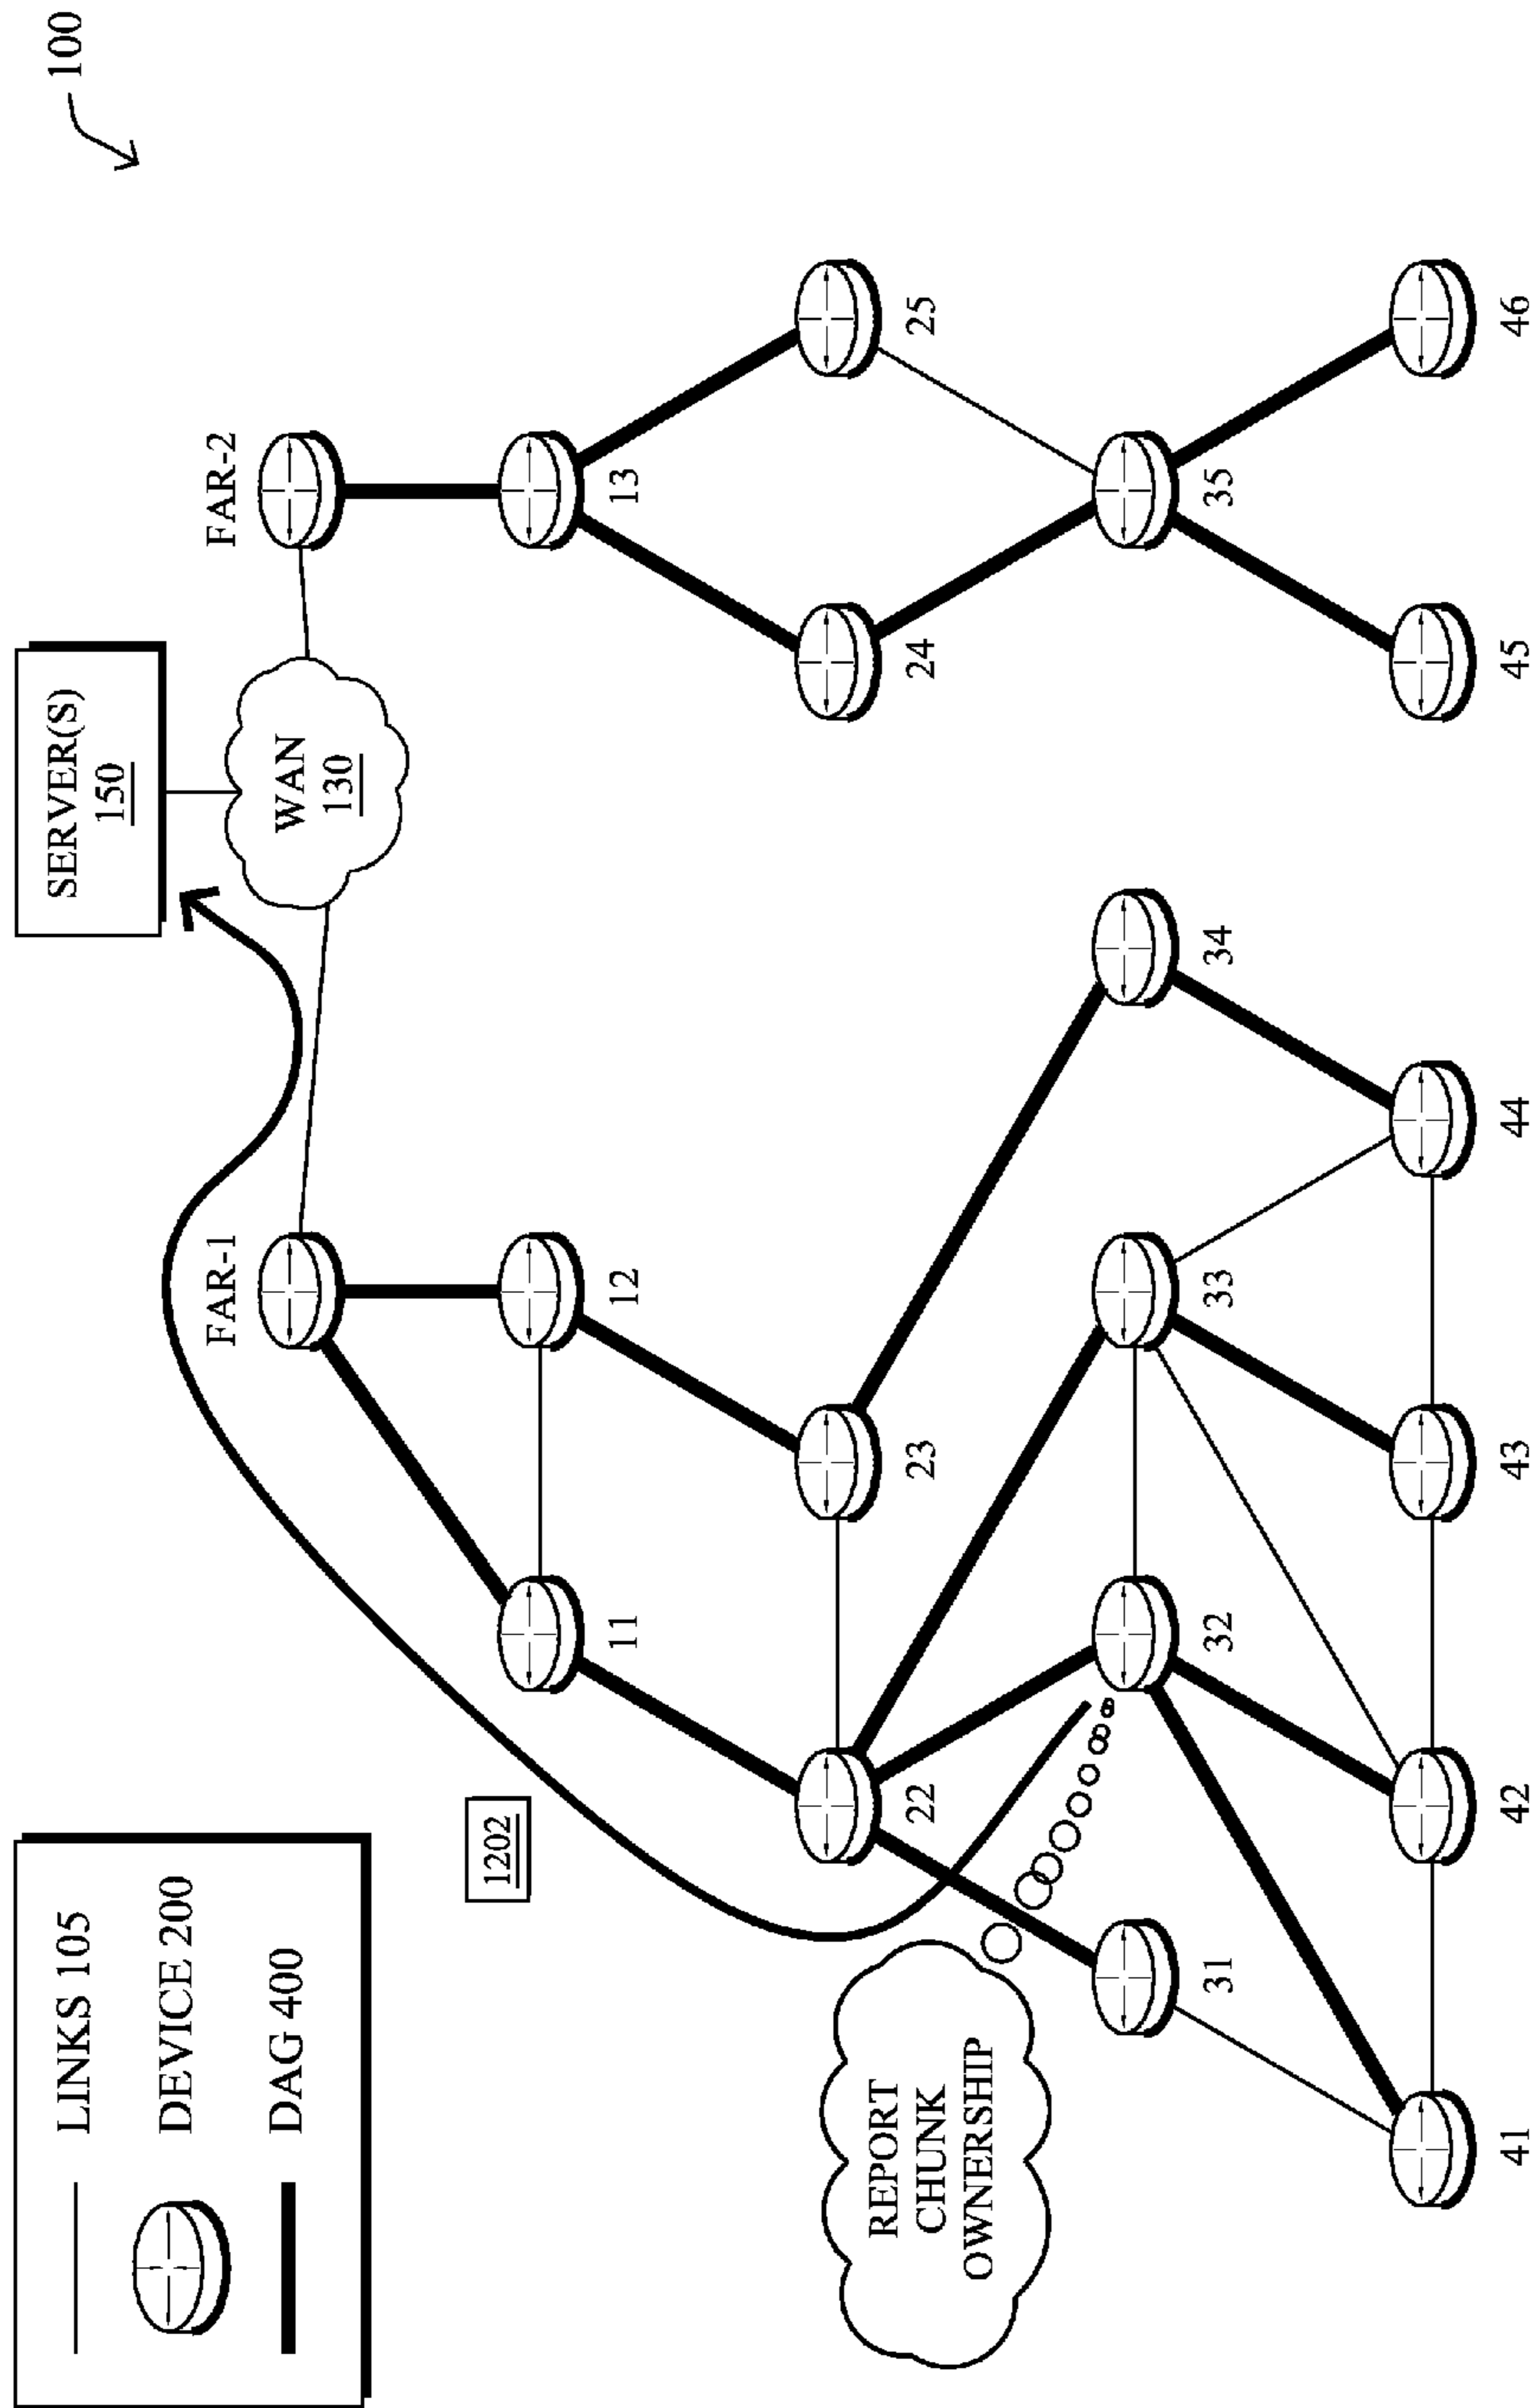 LINKS 105
DEVICE 200
DAG 400
100
SERVER(S)
150
WAN
130
FAR-1
FAR-2
1202
11
12
13
22
23
24
25
REPORT
CHUNK
OWNERSHIP
31
32
33
34
35
41
42
43
44
45
46